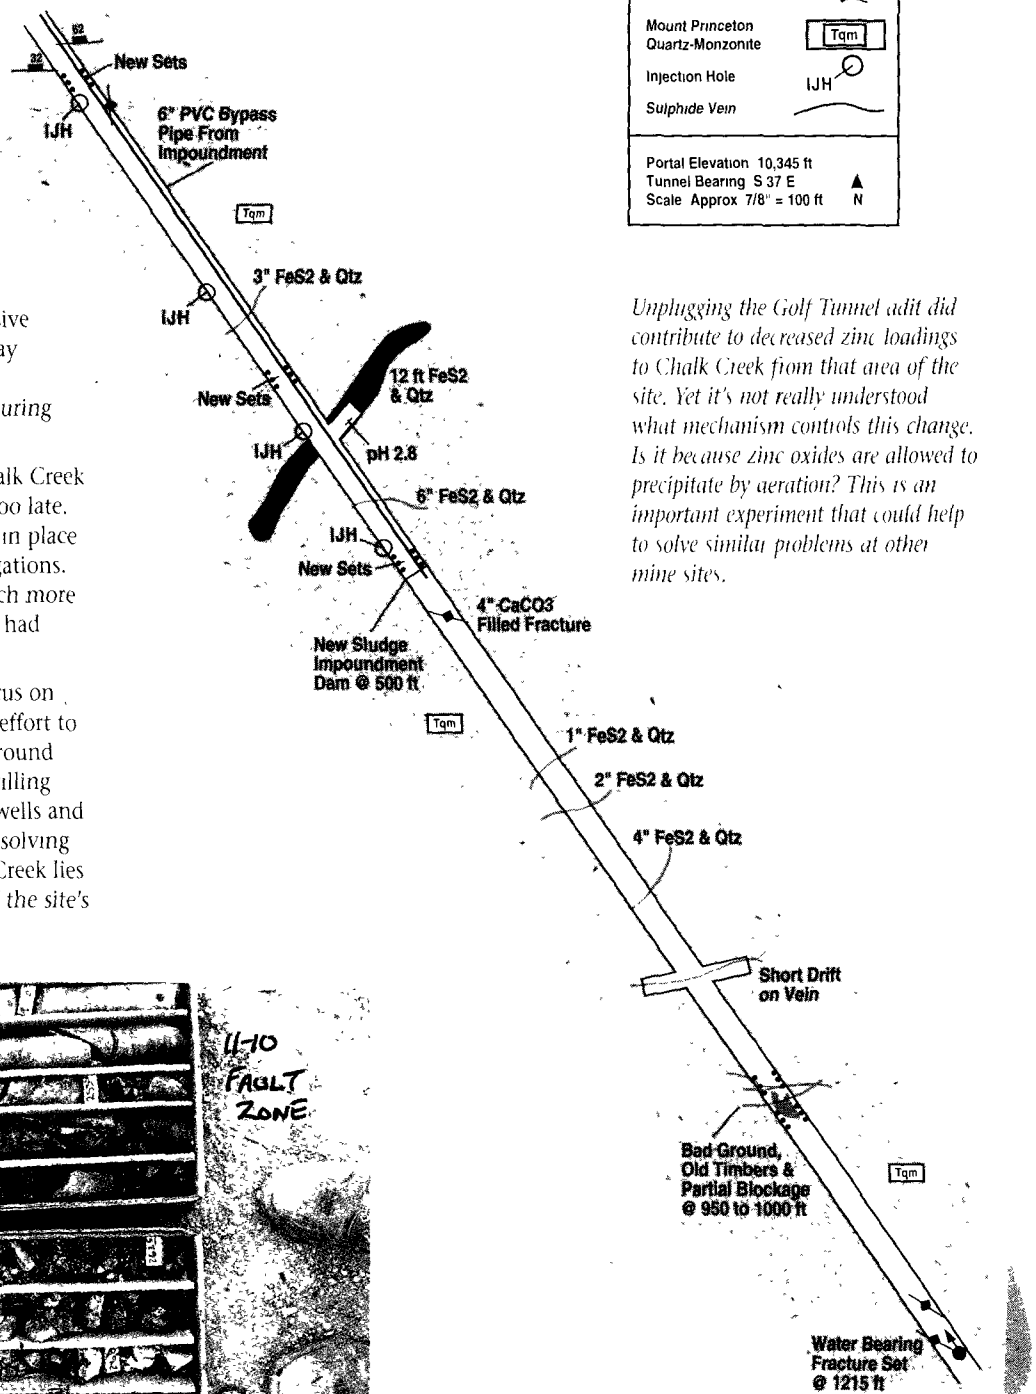 62
32
New Sets
IJH
6" PVC Bypass
Pipe From
Impoundment
Tqm
3" FeS2 & Qtz
IJH
New Sets
12 ft FeS2
& Qtz
IJH
pH 2.8
6" FeS2 & Qtz
IJH
New Sets
4" CaCO3
Filled Fracture
New Sludge
Impoundment
Dam @ 500 ft
Tqm
1" FeS2 & Qtz
2" FeS2 & Qtz
4" FeS2 & Qtz
Short Drift
on Vein
Bad Ground,
Old Timbers &
Partial Blockage
@ 950 to 1000 ft
Tqm
Water Bearing
Fracture Set
@ 1215 ft
Mount Princeton
Quartz-Monzonite
Tqm
Injection Hole
IJH
Sulphide Vein
Portal Elevation 10,345 ft
Tunnel Bearing S 37 E
Scale Approx 7/8" = 100 ft
N
Unplugging the Golf Tunnel adit did
contribute to decreased zinc loadings
to Chalk Creek from that area of the
site. Yet it's not really understood
what mechanism controls this change.
Is it because zinc oxides are allowed to
precipitate by aeration? This is an
important experiment that could help
to solve similar problems at other
mine sites.
ive
ay
uring
alk Creek
oo late.
in place
gations.
ch more
had
us on
effort to
round
illing
wells and
solving
Creek lies
the site's
11-10
FAULT
ZONE